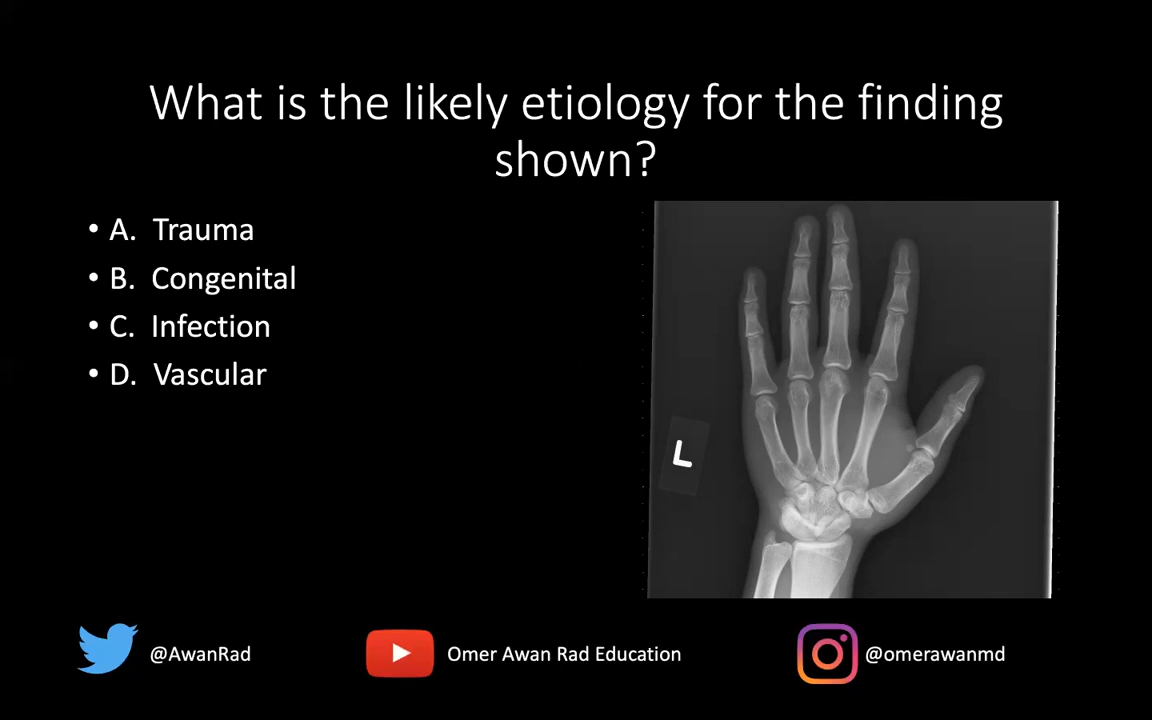 What is the likely etiology for the finding
shown?
• A. Trauma
• B. Congenital
• C. Infection
• D. Vascular
L
@AwanRad
Omer Awan Rad Education
@omerawanmd